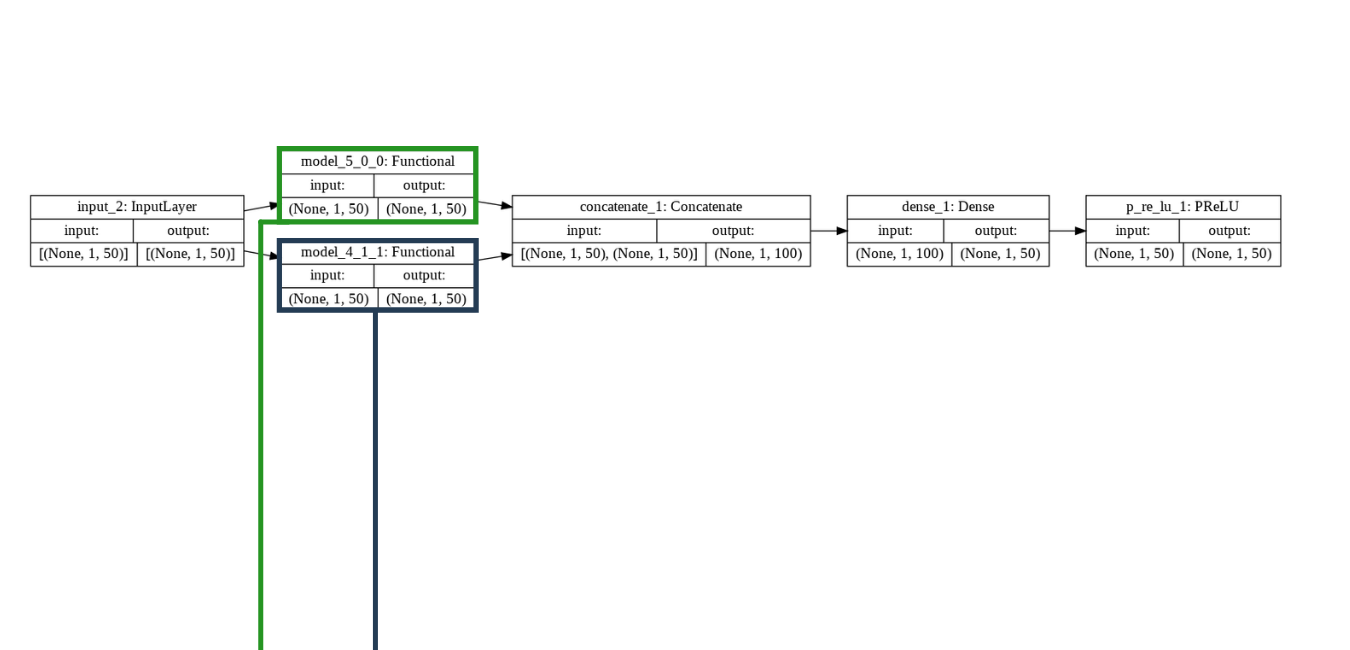 input_2: InputLayer
input: output:
[(None, 1, 50)] [(None, 1, 50)]
model_5_0_0: Functional
input: output:
(None, 1, 50) (None, 1, 50)
model_4_1_1: Functional
input: output:
(None, 1, 50) (None, 1, 50)
concatenate_1: Concatenate
input: output:
[(None, 1, 50), (None, 1, 50)] (None, 1, 100)
dense_1: Dense
input: output:
(None, 1, 100) (None, 1, 50)
p_re_lu_1: PReLU
input: output:
(None, 1, 50) (None, 1, 50)